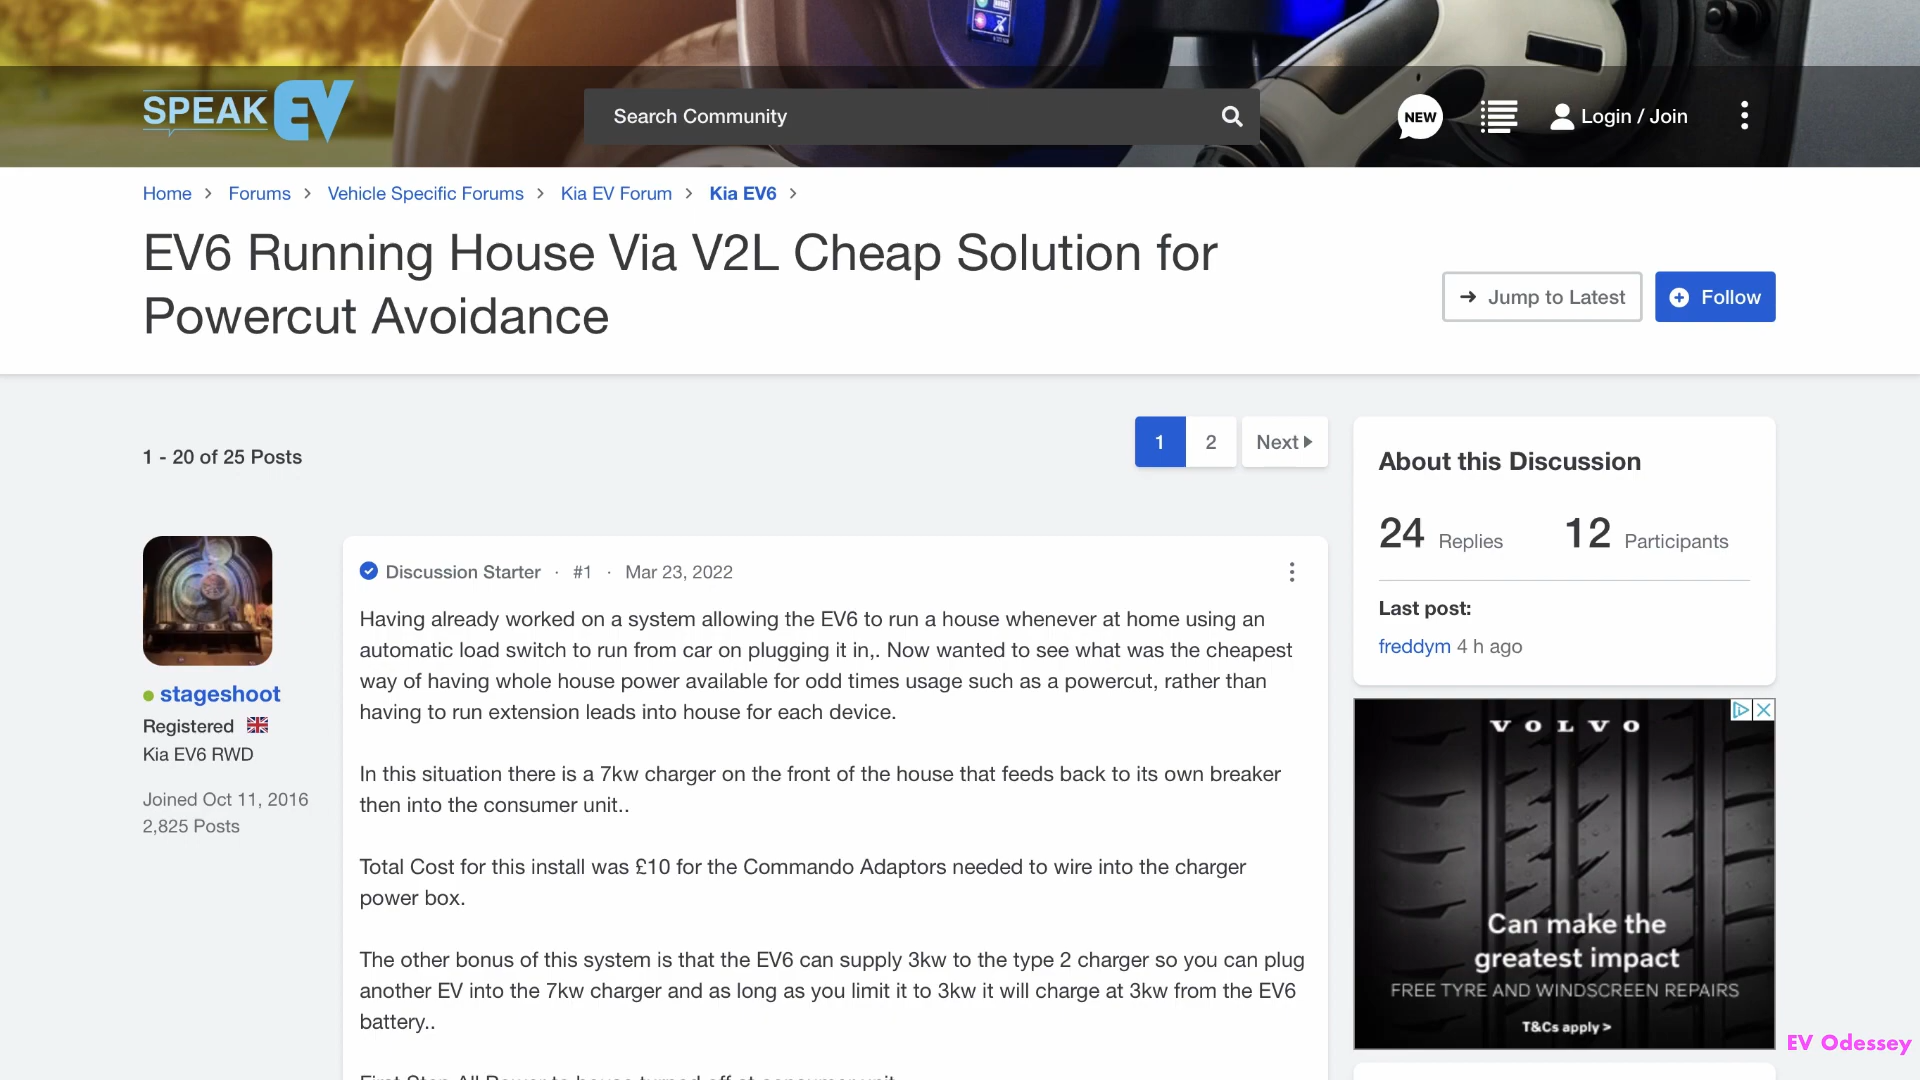 SPEAK EV
Search Community
NEW
Login / Join
Home > Forums > Vehicle Specific Forums > Kia EV Forum > Kia EV6 >
EV6 Running House Via V2L Cheap Solution for
Powercut Avoidance
Jump to Latest
Follow
1 - 20 of 25 Posts
1 2 Next
About this Discussion
24 Replies 12 Participants
Last post:
freddym 4 h ago
stageshoot
Registered
Kia EV6 RWD
Joined Oct 11, 2016
2,825 Posts
Discussion Starter · #1 · Mar 23, 2022
Having already worked on a system allowing the EV6 to run a house whenever at home using an
automatic load switch to run from car on plugging it in,. Now wanted to see what was the cheapest
way of having whole house power available for odd times usage such as a powercut, rather than
having to run extension leads into house for each device.
In this situation there is a 7kw charger on the front of the house that feeds back to its own breaker
then into the consumer unit..
Total Cost for this install was £10 for the Commando Adaptors needed to wire into the charger
power box.
The other bonus of this system is that the EV6 can supply 3kw to the type 2 charger so you can plug
another EV into the 7kw charger and as long as you limit it to 3kw it will charge at 3kw from the EV6
battery..
VOLVO
Can make the
greatest impact
FREE TYRE AND WINDSCREEN REPAIRS
T&Cs apply >
EV Odessey